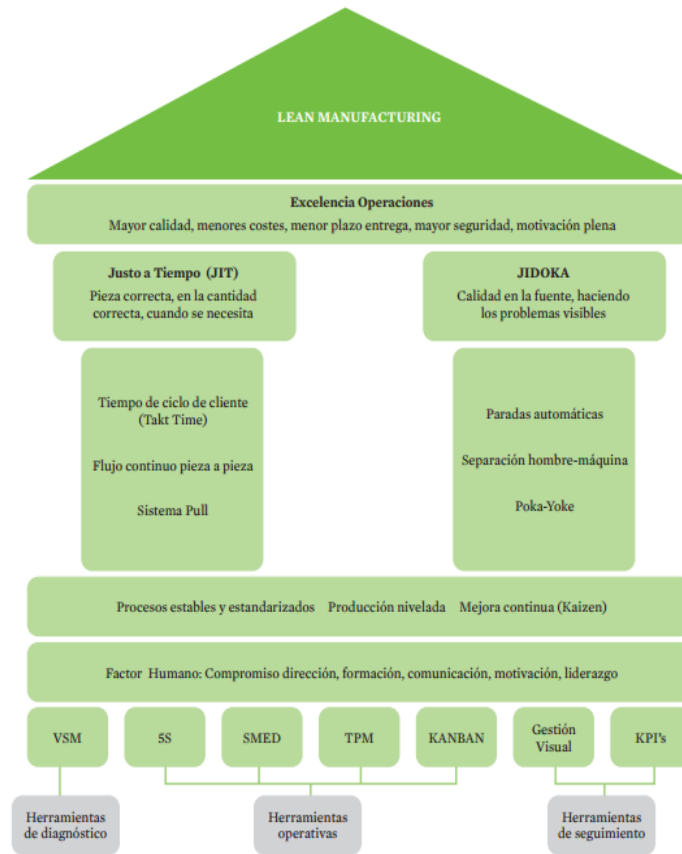 LEAN MANUFACTURING
Excelencia Operaciones
Mayor calidad, menores costes, menor plazo entrega, mayor seguridad, motivación plena
Justo a Tiempo (JIT)
Pieza correcta, en la cantidad
correcta, cuando se necesita
JIDOKA
Calidad en la fuente, haciendo
los problemas visibles
Tiempo de ciclo de cliente
(Takt Time)
Flujo continuo pieza a pieza
Sistema Pull
Paradas automáticas
Separación hombre-máquina
Poka-Yoke
Procesos estables y estandarizados Producción nivelada Mejora continua (Kaizen)
Factor Humano: Compromiso dirección, formación, comunicación, motivación, liderazgo
VSM
5S
SMED
TPM
KANBAN
Gestión
Visual
KPI's
Herramientas
de diagnóstico
Herramientas
operativas
Herramientas
de seguimiento